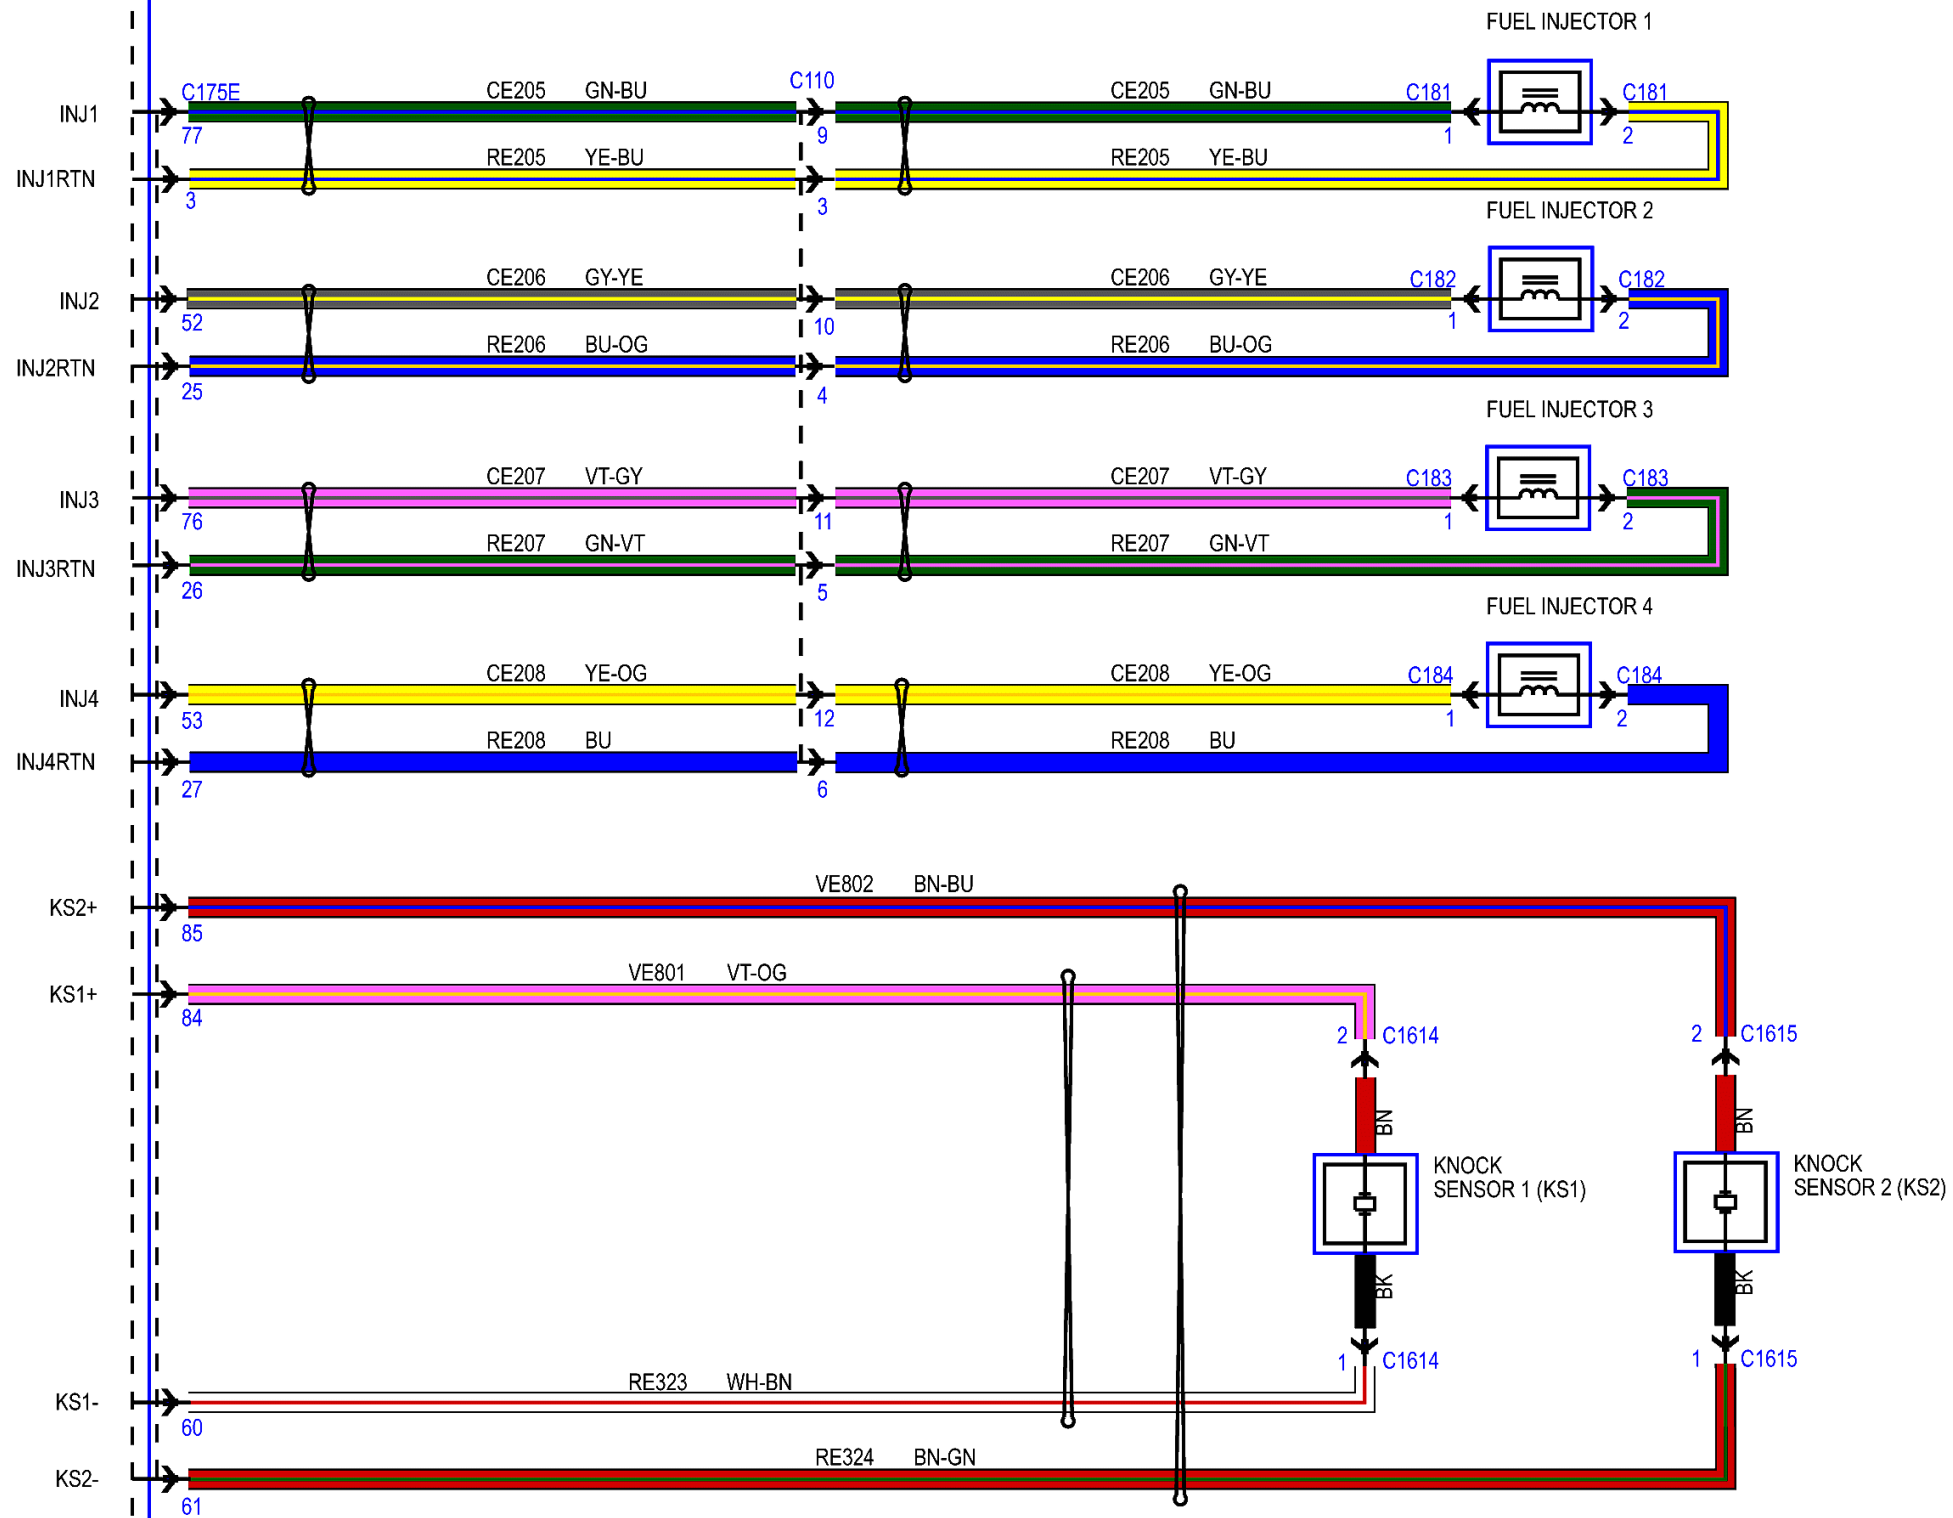 FUEL INJECTOR 1
C175E CE205 GN-BU C110 CE205 GN-BU C181 C181
INJ1
77 9 1 2
RE205 YE-BU RE205 YE-BU
INJ1RTN
3 3
FUEL INJECTOR 2
CE206 GY-YE CE206 GY-YE C182 C182
INJ2
52 10 1 2
RE206 BU-OG RE206 BU-OG
INJ2RTN
25 4
FUEL INJECTOR 3
CE207 VT-GY CE207 VT-GY C183 C183
INJ3
76 11 1 2
RE207 GN-VT RE207 GN-VT
INJ3RTN
26 5
FUEL INJECTOR 4
CE208 YE-OG CE208 YE-OG C184 C184
INJ4
53 12 1 2
RE208 BU RE208 BU
INJ4RTN
27 6
VE802 BN-BU
KS2+
85
VE801 VT-OG
KS1+
84
2 C1614 2 C1615
BN BN
KNOCK
SENSOR 1 (KS1)
KNOCK
SENSOR 2 (KS2)
BK BK
1 C1614 1 C1615
RE323 WH-BN
KS1-
60
RE324 BN-GN
KS2-
61